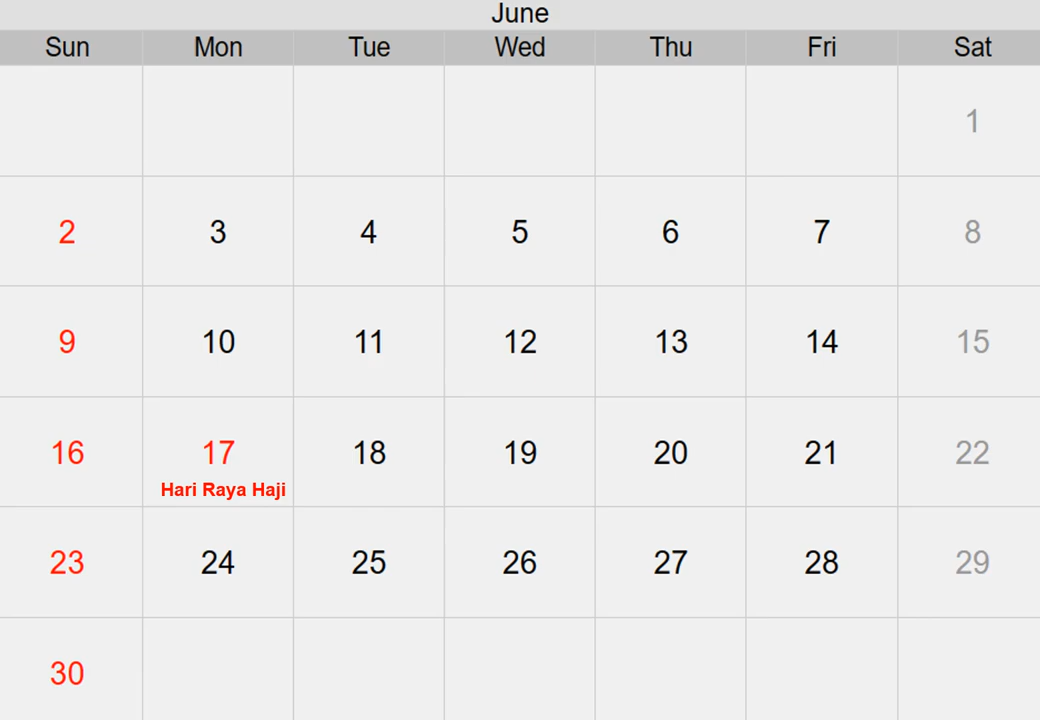 June
Sun Mon Tue Wed Thu Fri Sat
1
2 3 4 5 6 7 8
9 10 11 12 13 14 15
16 17 18 19 20 21 22
Hari Raya Haji
23 24 25 26 27 28 29
30